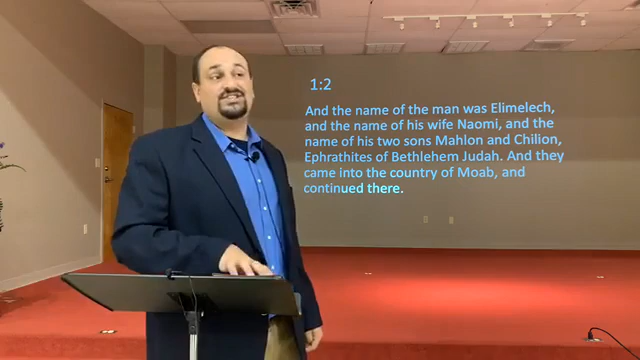 1:2
And the name of the man was Elimelech,
and the name of his wife Naomi, and the
name of his two sons Mahlon and Chilion,
Ephrathites of Bethlehem Judah. And they
came into the country of Moab, and
continued there.